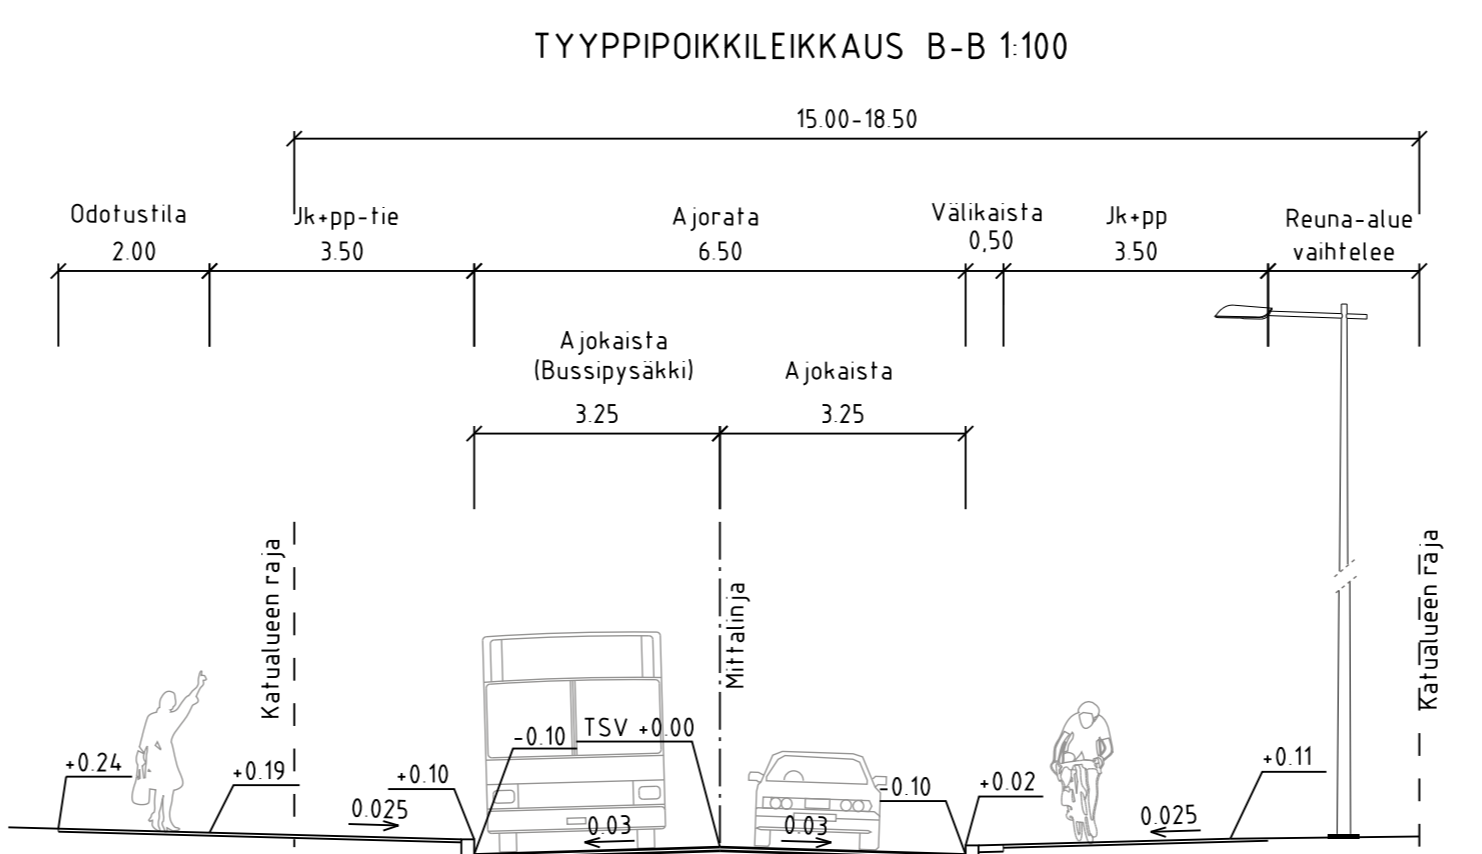 TYYPPIPOIKKILEIKKAUS B-B 1:100
15.00-18.50
Odotustila
2.00
Jk+pp-tie
3.50
Ajorata
6.50
Välikaista
0,50
Jk+pp
3.50
Reuna-alue
vaihtelee
Ajokaista
(Bussipysäkki)
3.25
Ajokaista
3.25
Katualueen raja
Mittalinja
Katualueen raja
+0.24
+0.19
+0.10
0.025
-0.10
TSV +0.00
0.03
0.03
-0.10
+0.02
0.025
+0.11